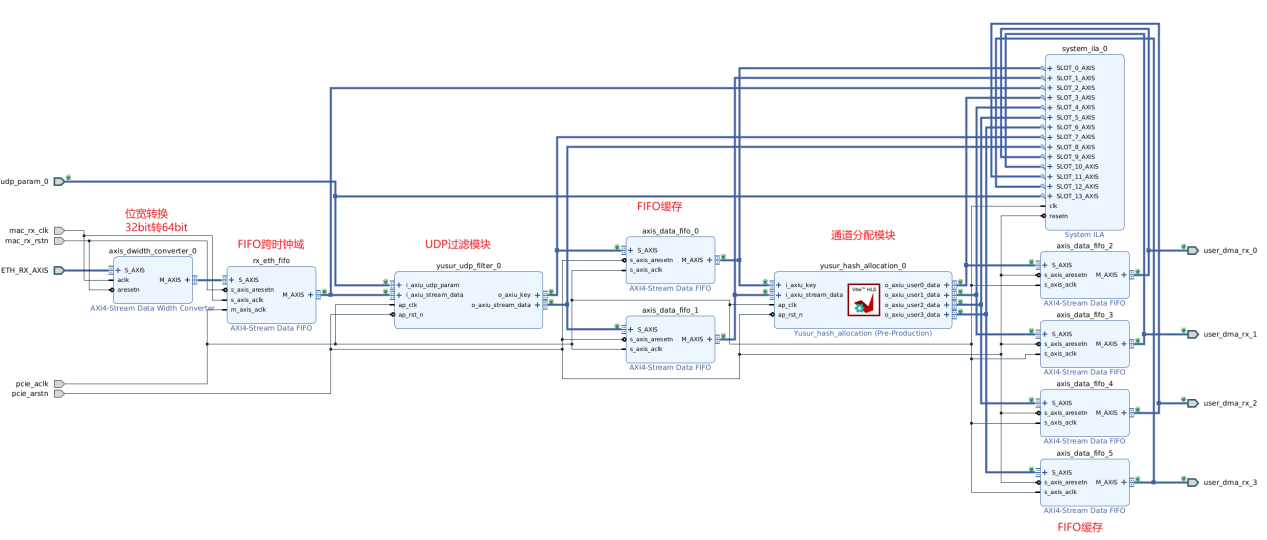 system_ila_0
SLOT_0_AXIS
SLOT_1_AXIS
SLOT_2_AXIS
SLOT_3_AXIS
SLOT_4_AXIS
SLOT_5_AXIS
SLOT_6_AXIS
SLOT_7_AXIS
SLOT_8_AXIS
SLOT_9_AXIS
SLOT_10_AXIS
SLOT_11_AXIS
SLOT_12_AXIS
SLOT_13_AXIS
clk
resetn
System ILA
udp_param_0
mac_rx_clk
mac_rx_rstn
ETH_RX_AXIS
pcie_aclk
pcie_arstn
位宽转换
32bit转64bit
axis_dwidth_converter_0
S_AXIS
aclk
aresetn
M_AXIS
AXI4-Stream Data Width Converter
FIFO跨时钟域
rx_eth_fifo
S_AXIS
s_axis_aresetn
s_axis_aclk
m_axis_aclk
M_AXIS
AXI4-Stream Data FIFO
UDP过滤模块
yusur_udp_filter_0
i_axiu_udp_param
i_axiu_stream_data
ap_clk
ap_rst_n
o_axiu_key
o_axiu_stream_data
FIFO缓存
axis_data_fifo_0
S_AXIS
s_axis_aresetn
s_axis_aclk
M_AXIS
AXI4-Stream Data FIFO
axis_data_fifo_1
S_AXIS
s_axis_aresetn
s_axis_aclk
M_AXIS
AXI4-Stream Data FIFO
通道分配模块
yusur_hash_allocation_0
i_axiu_key
i_axiu_stream_data
ap_clk
ap_rst_n
Vitis™ HLS
o_axiu_user0_data
o_axiu_user1_data
o_axiu_user2_data
o_axiu_user3_data
Yusur_hash_allocation (Pre-Production)
axis_data_fifo_2
S_AXIS
s_axis_aresetn
s_axis_aclk
M_AXIS
AXI4-Stream Data FIFO
axis_data_fifo_3
S_AXIS
s_axis_aresetn
s_axis_aclk
M_AXIS
AXI4-Stream Data FIFO
axis_data_fifo_4
S_AXIS
s_axis_aresetn
s_axis_aclk
M_AXIS
AXI4-Stream Data FIFO
axis_data_fifo_5
S_AXIS
s_axis_aresetn
s_axis_aclk
M_AXIS
AXI4-Stream Data FIFO
FIFO缓存
user_dma_rx_0
user_dma_rx_1
user_dma_rx_2
user_dma_rx_3